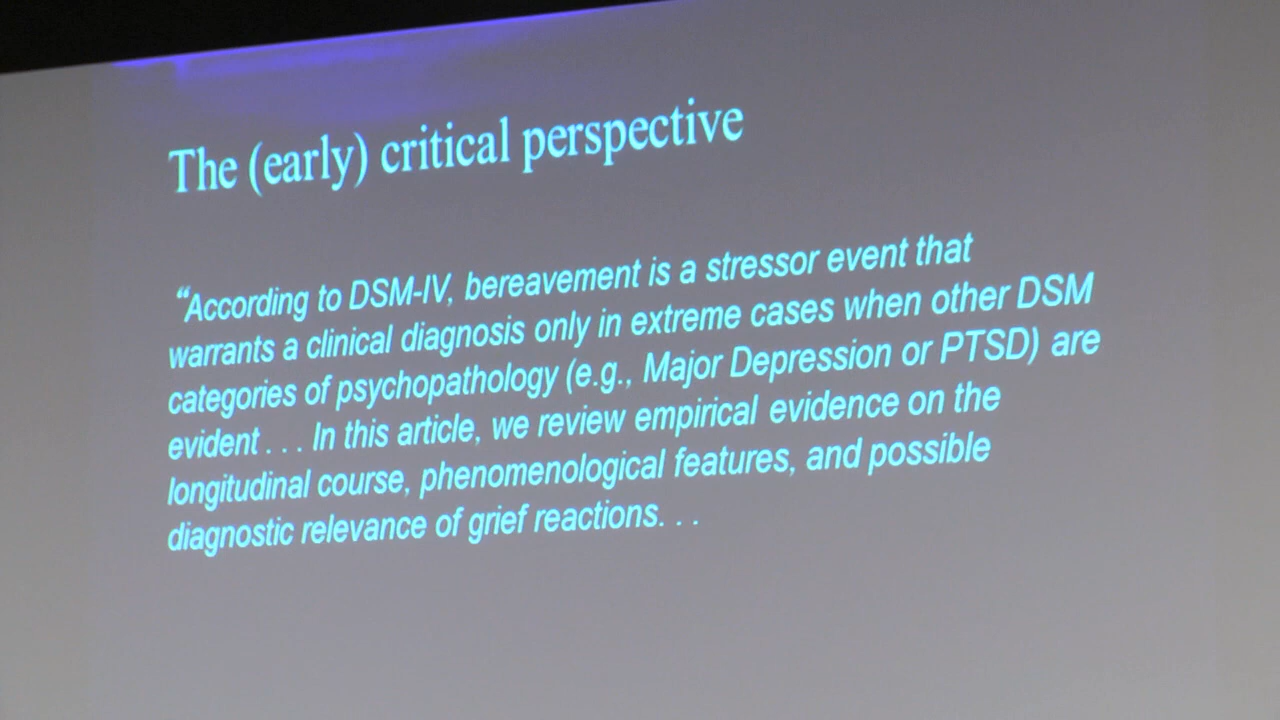 The (early) critical perspective
“According to DSM-IV, bereavement is a stressor event that
warrants a clinical diagnosis only in extreme cases when other DSM
categories of psychopathology (e.g., Major Depression or PTSD) are
evident . . . In this article, we review empirical evidence on the
longitudinal course, phenomenological features, and possible
diagnostic relevance of grief reactions. . .